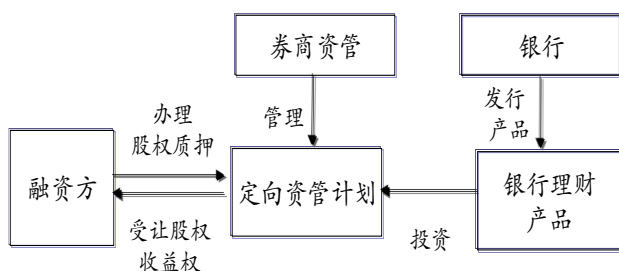 券商资管
银行
办理
股权质押
管理
发行
产品
融资方
定向资管计划
银行理财
产品
受让股权
收益权
投资